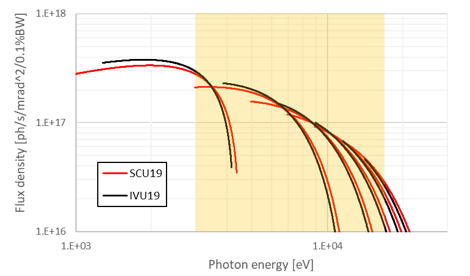 1.E+18
1.E+17
1.E+16
1.E+03
1.E+04
Flux density [ph/s/mrad^2/0.1%BW]
Photon energy [eV]
SCU19
IVU19